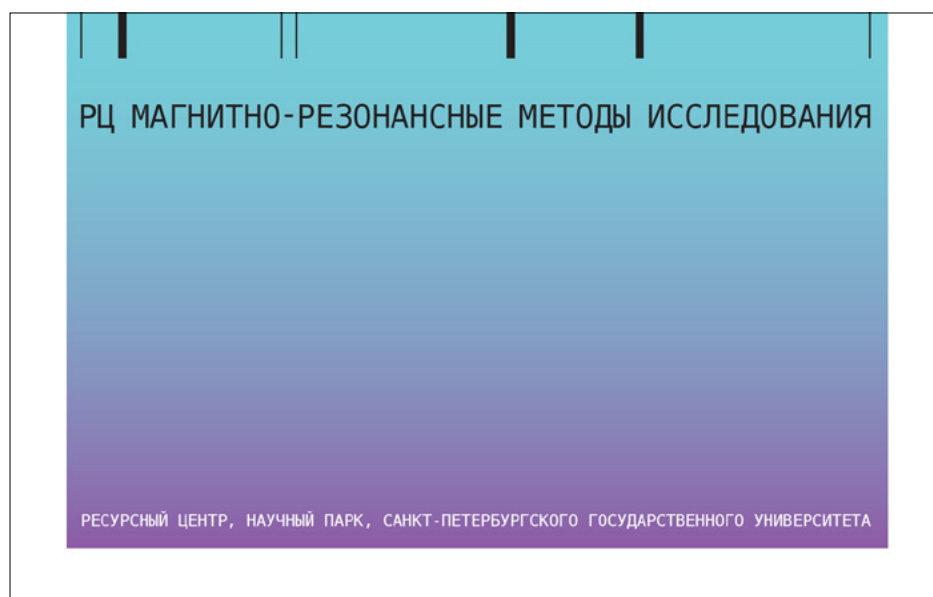 РЦ МАГНИТНО-РЕЗОНАНСНЫЕ МЕТОДЫ ИССЛЕДОВАНИЯ
РЕСУРСНЫЙ ЦЕНТР, НАУЧНЫЙ ПАРК, САНКТ-ПЕТЕРБУРГСКОГО ГОСУДАРСТВЕННОГО УНИВЕРСИТЕТА